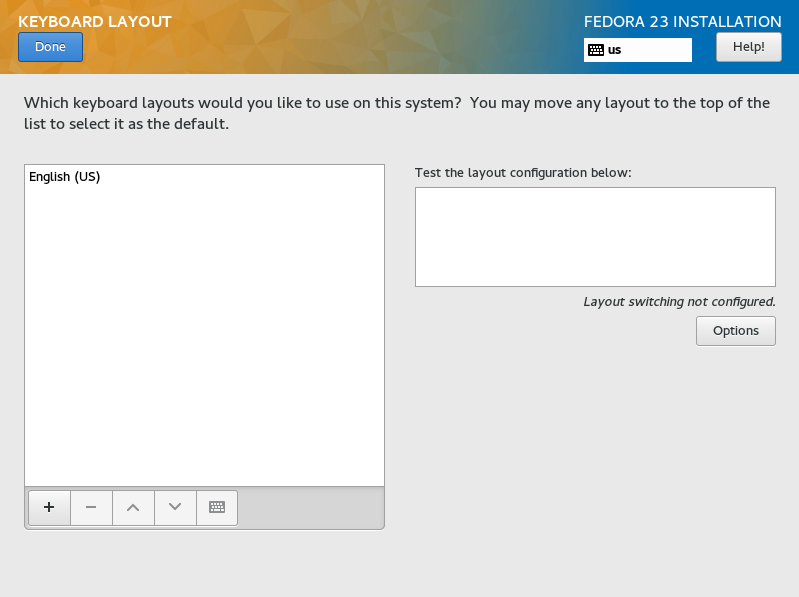 KEYBOARD LAYOUT
FEDORA 23 INSTALLATION
Done
us
Help!
Which keyboard layouts would you like to use on this system?  You may move any layout to the top of the
list to select it as the default.
English (US)
Test the layout configuration below:
Layout switching not configured.
Options